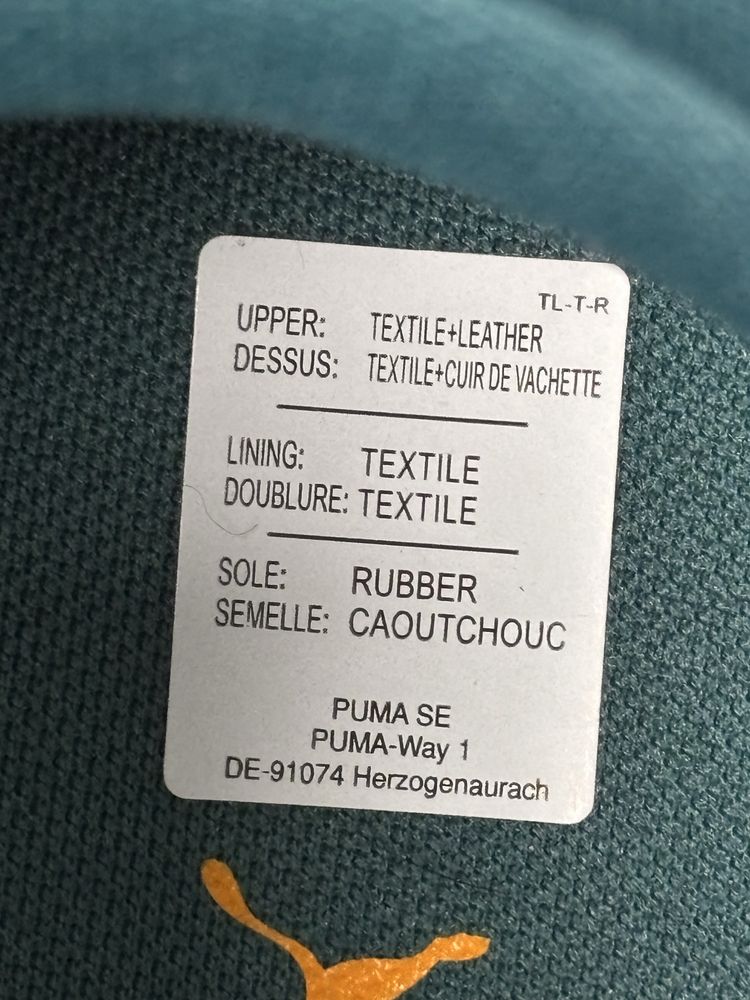 TL-T-R
UPPER: TEXTILE+LEATHER
DESSUS: TEXTILE+CUIR DE VACHETTE
LINING: TEXTILE
DOUBLURE: TEXTILE
SOLE: RUBBER
SEMELLE: CAOUTCHOUC
PUMA SE
PUMA-Way 1
DE-91074 Herzogenaurach